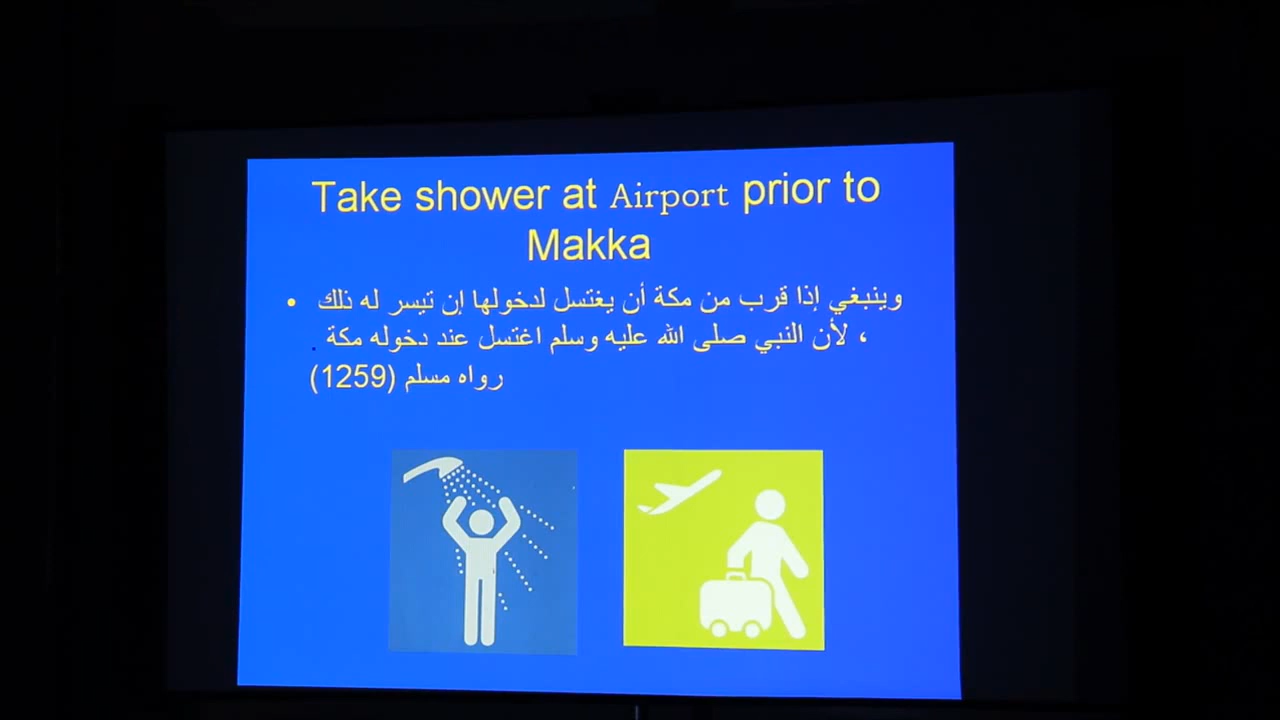 Take shower at Airport prior to
Makka
• وينبغي إذا قرب من مكة أن يغتسل لدخولها إن تيسر له ذلك
، لأن النبي صلى الله عليه وسلم اغتسل عند دخوله مكة .
رواه مسلم (1259)